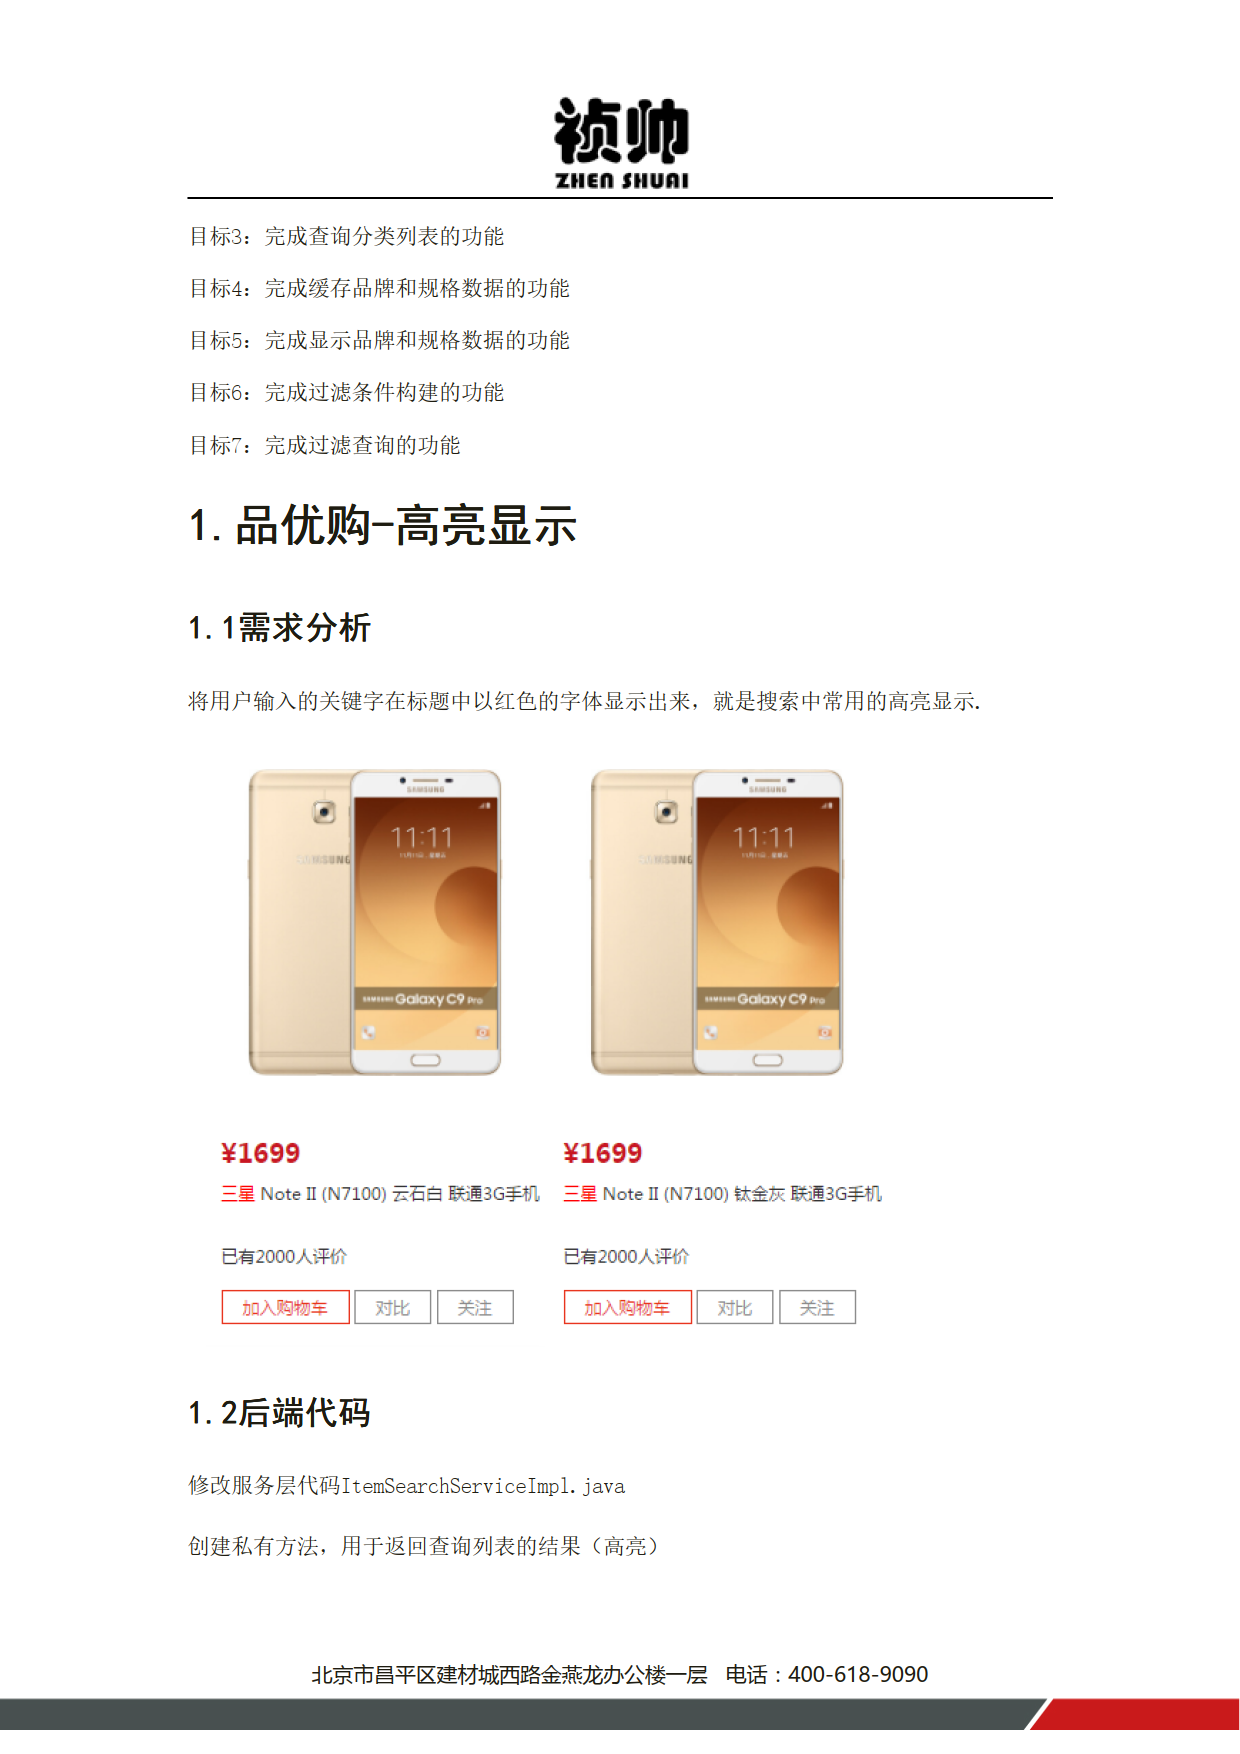 祯帅
ZHEN SHUAI
目标3：完成查询分类列表的功能
目标4：完成缓存品牌和规格数据的功能
目标5：完成显示品牌和规格数据的功能
目标6：完成过滤条件构建的功能
目标7：完成过滤查询的功能
1.品优购-高亮显示
1.1需求分析
将用户输入的关键字在标题中以红色的字体显示出来，就是搜索中常用的高亮显示.
SAMSUNG SAMSUNG
11:11 11:11
SAMSUNG SAMSUNG
SAMSUNG Galaxy C9 Pro SAMSUNG Galaxy C9 Pro
¥1699 ¥1699
三星 Note II (N7100) 云石白 联通3G手机 三星 Note II (N7100) 钛金灰 联通3G手机
已有2000人评价 已有2000人评价
加入购物车 对比 关注 加入购物车 对比 关注
1.2后端代码
修改服务层代码ItemSearchServiceImpl.java
创建私有方法，用于返回查询列表的结果（高亮）
北京市昌平区建材城西路金燕龙办公楼一层 电话：400-618-9090